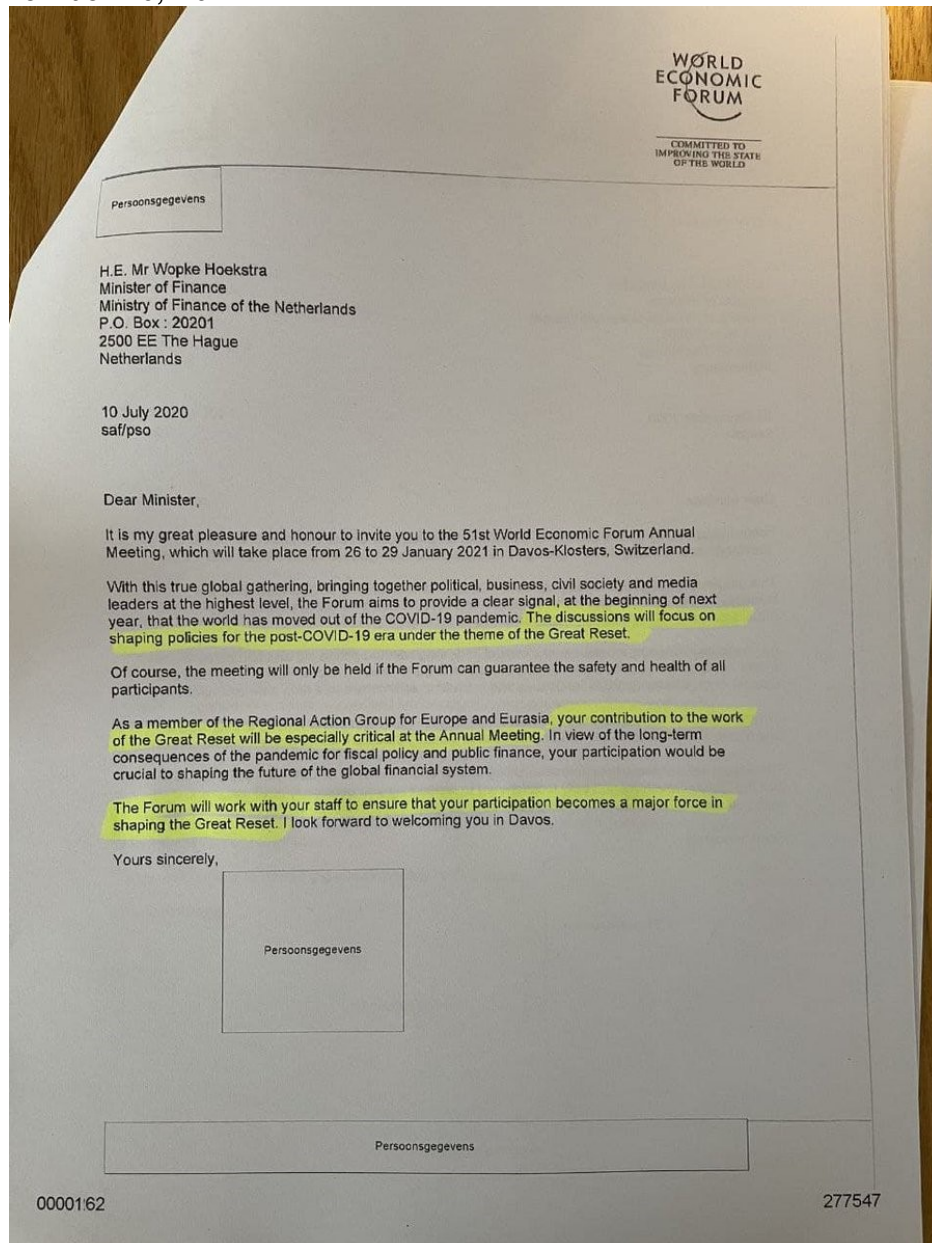 WORLD
ECONOMIC
FORUM
COMMITTED TO
IMPROVING THE STATE
OF THE WORLD
Persoonsgegevens
H.E. Mr Wopke Hoekstra
Minister of Finance
Ministry of Finance of the Netherlands
P.O. Box : 20201
2500 EE The Hague
Netherlands
10 July 2020
saf/pso
Dear Minister,
It is my great pleasure and honour to invite you to the 51st World Economic Forum Annual
Meeting, which will take place from 26 to 29 January 2021 in Davos-Klosters, Switzerland.
With this true global gathering, bringing together political, business, civil society and media
leaders at the highest level, the Forum aims to provide a clear signal, at the beginning of next
year, that the world has moved out of the COVID-19 pandemic. The discussions will focus on
shaping policies for the post-COVID-19 era under the theme of the Great Reset.
Of course, the meeting will only be held if the Forum can guarantee the safety and health of all
participants.
As a member of the Regional Action Group for Europe and Eurasia, your contribution to the work
of the Great Reset will be especially critical at the Annual Meeting. In view of the long-term
consequences of the pandemic for fiscal policy and public finance, your participation would be
crucial to shaping the future of the global financial system.
The Forum will work with your staff to ensure that your participation becomes a major force in
shaping the Great Reset. I look forward to welcoming you in Davos.
Yours sincerely,
Persoonsgegevens
Persoonsgegevens
00001162
277547